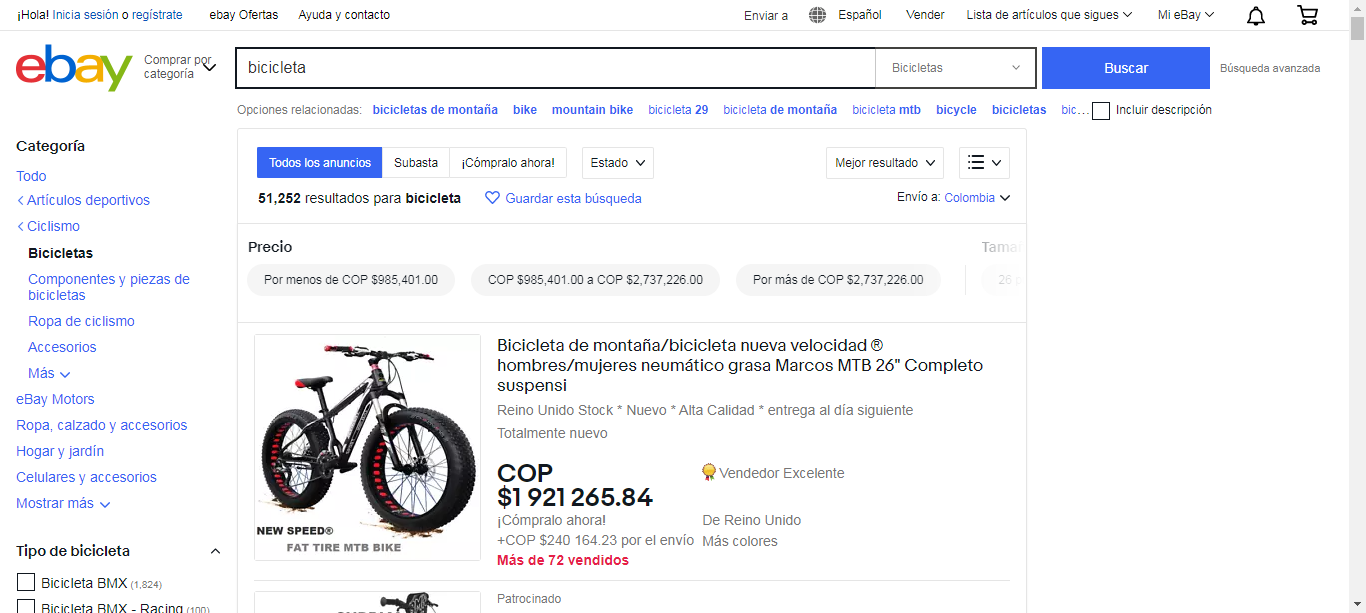 ¡Hola! Inicia sesión o regístrate
ebay Ofertas
Ayuda y contacto
Enviar a
Español
Vender
Lista de artículos que sigues
Mi eBay
ebay
Comprar por
categoría
bicicleta
Bicicletas
Buscar
Búsqueda avanzada
Opciones relacionadas: bicicletas de montaña bike mountain bike bicicleta 29 bicicleta de montaña bicicleta mtb bicycle bicicletas bic...
Incluir descripción
Categoría
Todo
Artículos deportivos
Ciclismo
Bicicletas
Componentes y piezas de
bicicletas
Ropa de ciclismo
Accesorios
Más
eBay Motors
Ropa, calzado y accesorios
Hogar y jardín
Celulares y accesorios
Mostrar más
Tipo de bicicleta
Bicicleta BMX (1,824)
Bicicleta BMX - Racing (100)
Todos los anuncios
Subasta
¡Cómpralo ahora!
Estado
Mejor resultado
51,252 resultados para bicicleta
Guardar esta búsqueda
Envío a: Colombia
Precio
Por menos de COP $985,401.00
COP $985,401.00 a COP $2,737,226.00
Por más de COP $2,737,226.00
26
NEW SPEED®
FAT TIRE MTB BIKE
Bicicleta de montaña/bicicleta nueva velocidad ®
hombres/mujeres neumático grasa Marcos MTB 26" Completo
suspensi
Reino Unido Stock * Nuevo * Alta Calidad * entrega al día siguiente
Totalmente nuevo
COP
$1 921 265.84
¡Cómpralo ahora!
+COP $240 164.23 por el envío
Más de 72 vendidos
Vendedor Excelente
De Reino Unido
Más colores
Patrocinado